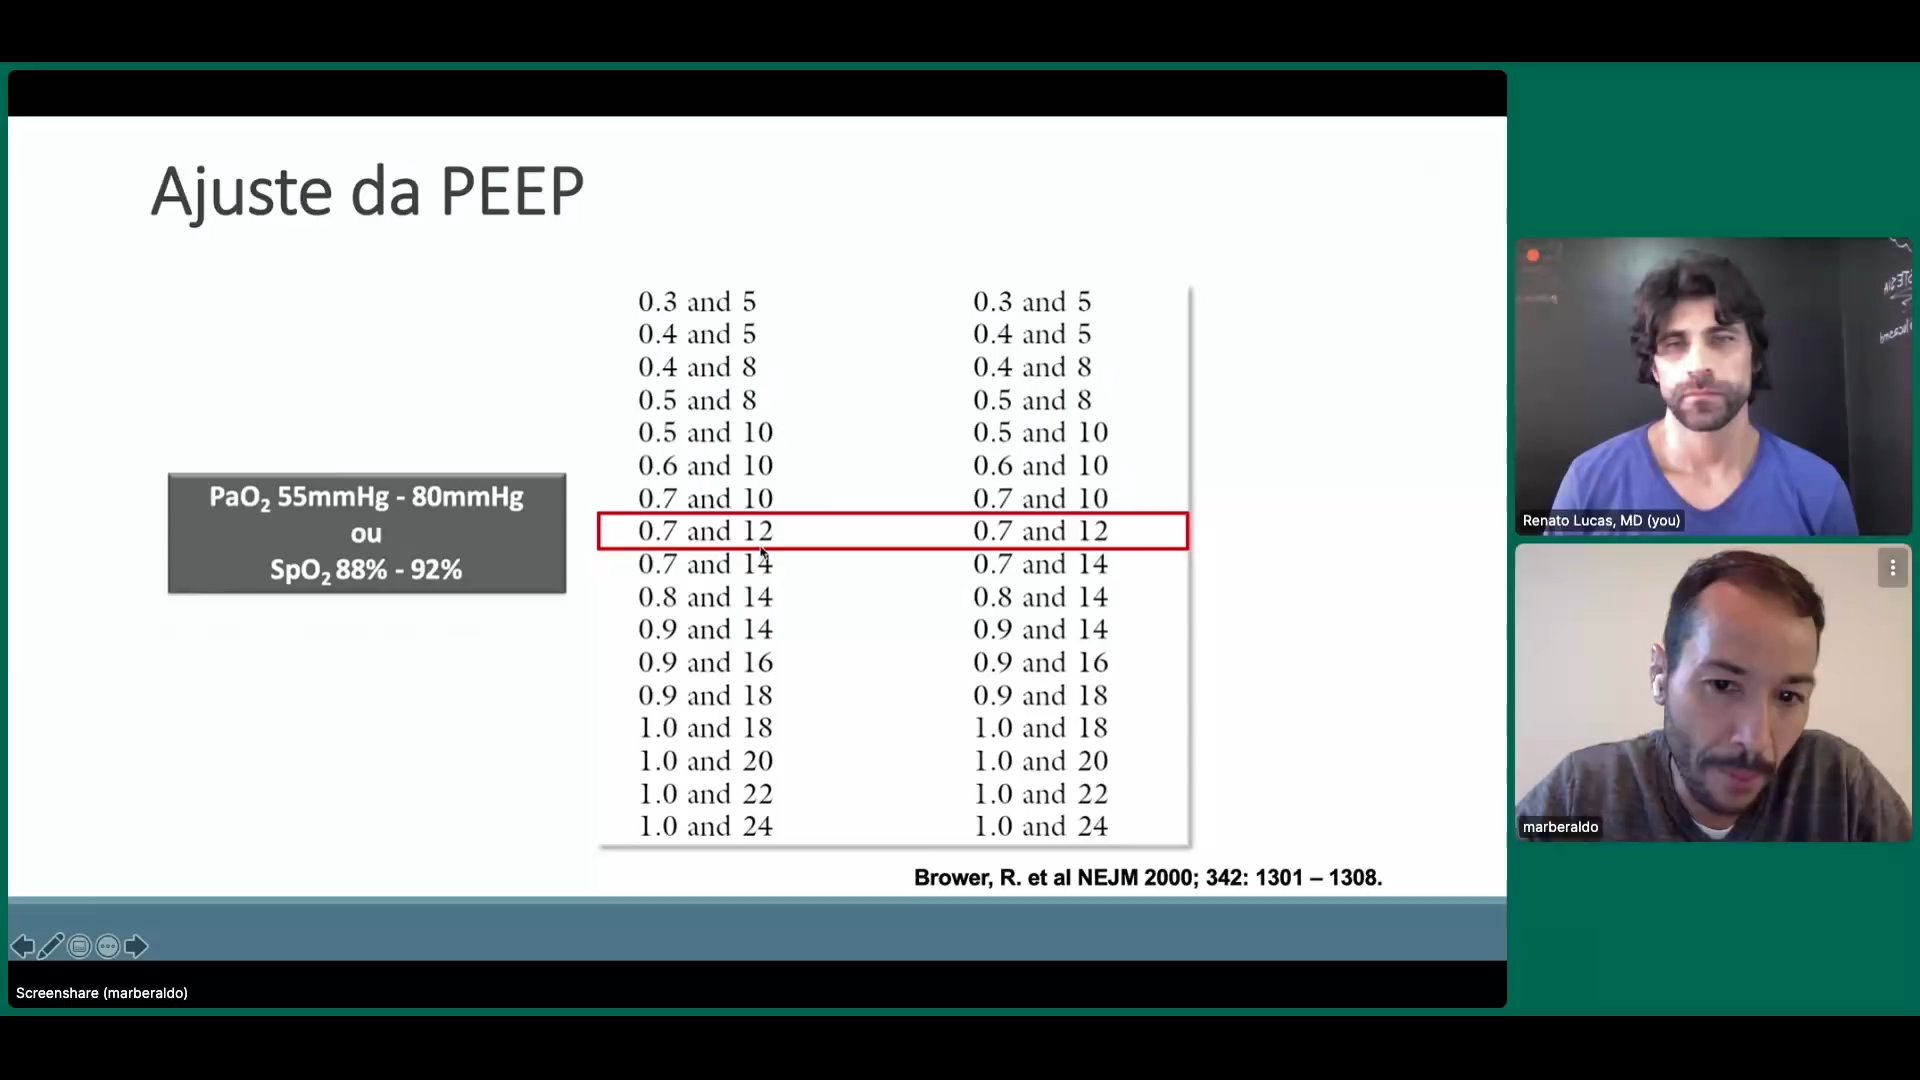 Ajuste da PEEP
0.3 and 5 0.3 and 5
0.4 and 5 0.4 and 5
0.4 and 8 0.4 and 8
0.5 and 8 0.5 and 8
0.5 and 10 0.5 and 10
0.6 and 10 0.6 and 10
0.7 and 10 0.7 and 10
0.7 and 12 0.7 and 12
0.7 and 14 0.7 and 14
0.8 and 14 0.8 and 14
0.9 and 14 0.9 and 14
0.9 and 16 0.9 and 16
0.9 and 18 0.9 and 18
1.0 and 18 1.0 and 18
1.0 and 20 1.0 and 20
1.0 and 22 1.0 and 22
1.0 and 24 1.0 and 24
PaO₂ 55mmHg - 80mmHg
ou
SpO₂ 88% - 92%
Brower, R. et al NEJM 2000; 342: 1301 – 1308.
Screenshare (marberaldo)
Renato Lucas, MD (you)
marberaldo